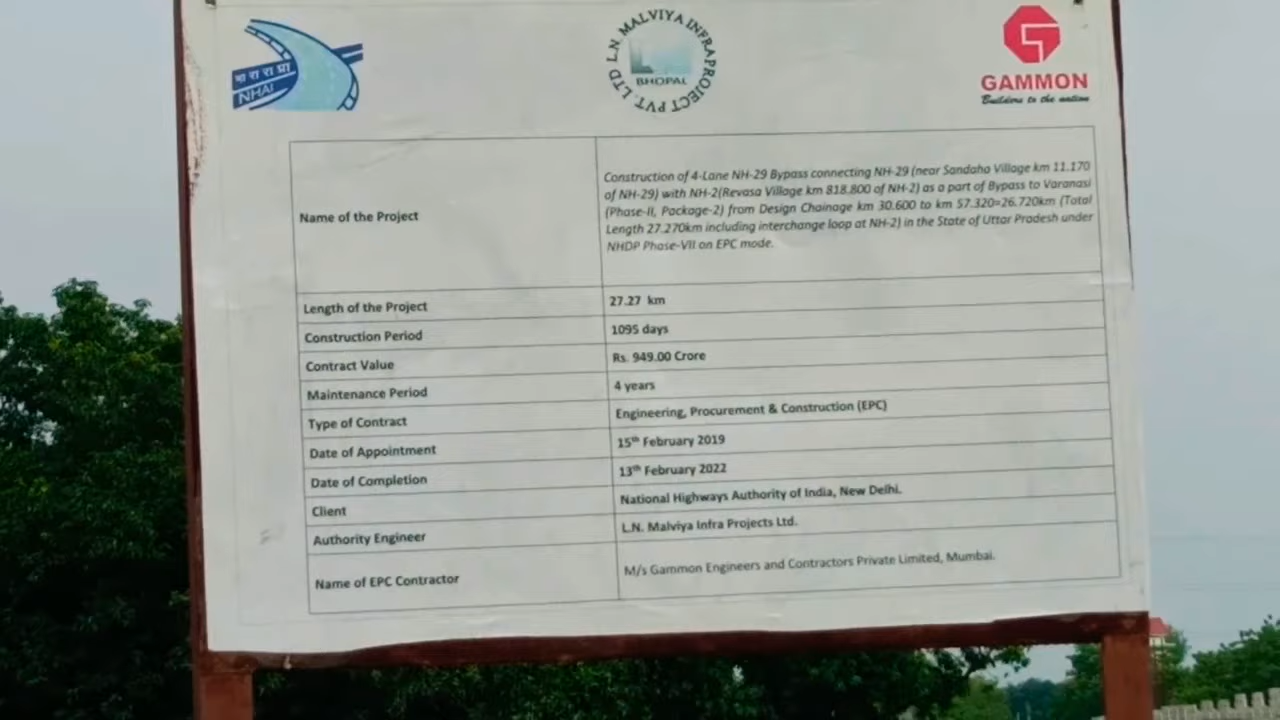 भा रा रा प्रा
NHAI
L.N MALVIYA INFRAPROJECT PVT. LTD
BHOPAL
GAMMON
Builders to the nation
Name of the Project
Construction of 4-Lane NH-29 Bypass connecting NH-29 (near Sandaha Village km 11.170
of NH-29) with NH-2(Revasa Village km 818.800 of NH-2) as a part of Bypass to Varanasi
(Phase-II, Package-2) from Design Chainage km 30.600 to km 57.320=26.720km (Total
Length 27.270km including interchange loop at NH-2) in the State of Uttar Pradesh under
NHDP Phase-VII on EPC mode.
Length of the Project 27.27 km
Construction Period 1095 days
Contract Value Rs. 949.00 Crore
Maintenance Period 4 years
Type of Contract Engineering, Procurement & Construction (EPC)
Date of Appointment 15th February 2019
Date of Completion 13th February 2022
Client National Highways Authority of India, New Delhi.
Authority Engineer L.N. Malviya Infra Projects Ltd.
Name of EPC Contractor M/s Gammon Engineers and Contractors Private Limited, Mumbai.